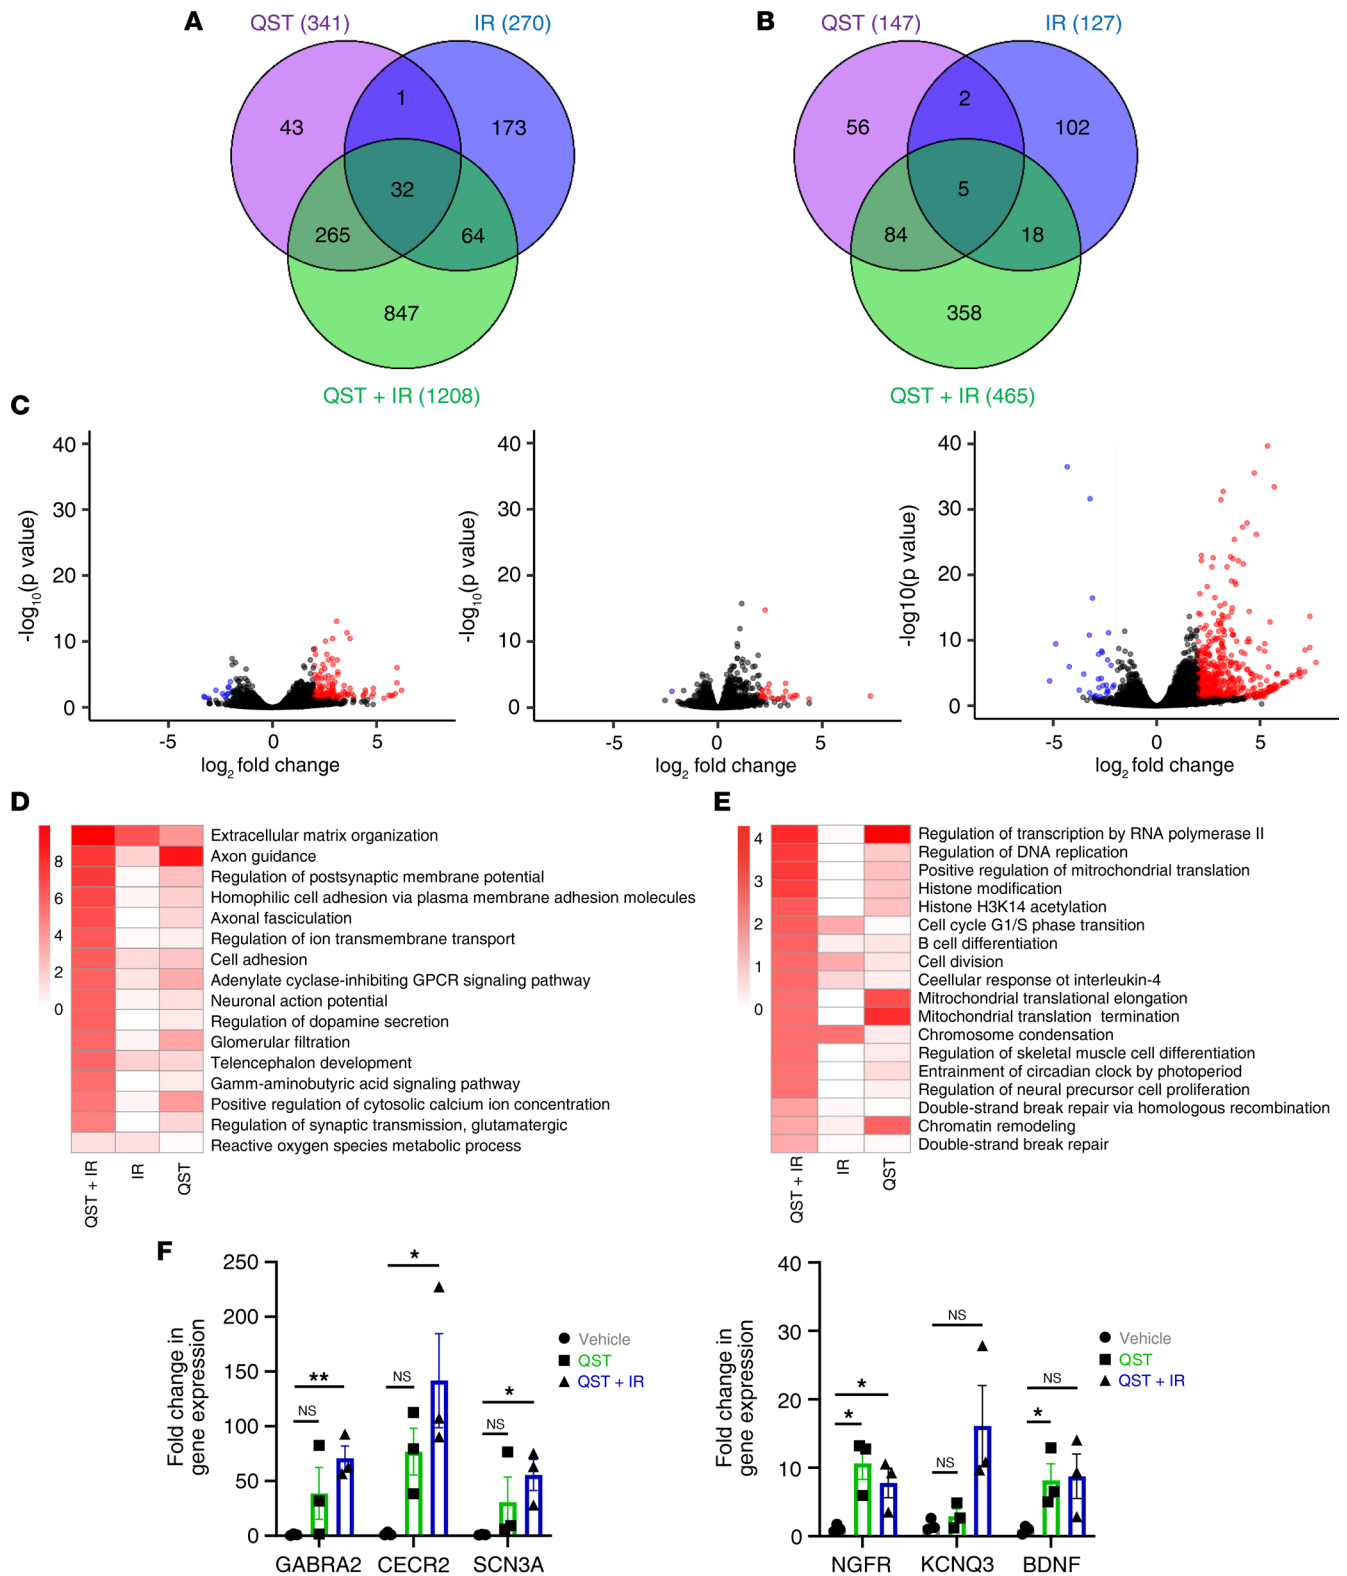 A
QST (341)
IR (270)
1
43
173
32
265
64
847
QST + IR (1208)
B
QST (147)
IR (127)
2
56
102
5
84
18
358
QST + IR (465)
C
40
30
20
10
0
-log10(p value)
-5
0
5
log2 fold change
40
30
20
10
0
-log10(p value)
-5
0
5
log2 fold change
40
30
20
10
0
-log10(p value)
-5
0
5
log2 fold change
D
8
6
4
2
0
Extracellular matrix organization
Axon guidance
Regulation of postsynaptic membrane potential
Homophilic cell adhesion via plasma membrane adhesion molecules
Axonal fasciculation
Regulation of ion transmembrane transport
Cell adhesion
Adenylate cyclase-inhibiting GPCR signaling pathway
Neuronal action potential
Regulation of dopamine secretion
Glomerular filtration
Telencephalon development
Gamm-aminobutyric acid signaling pathway
Positive regulation of cytosolic calcium ion concentration
Regulation of synaptic transmission, glutamatergic
Reactive oxygen species metabolic process
QST + IR
IR
QST
E
4
3
2
1
0
Regulation of transcription by RNA polymerase II
Regulation of DNA replication
Positive regulation of mitochondrial translation
Histone modification
Histone H3K14 acetylation
Cell cycle G1/S phase transition
B cell differentiation
Cell division
Ceellular response ot interleukin-4
Mitrochondrial translational elongation
Mitochondrial translation termination
Chromosome condensation
Regulation of skeletal muscle cell differentiation
Entrainment of circadian clock by photoperiod
Regulation of neural precursor cell proliferation
Double-strand break repair via homologous recombination
Chromatin remodeling
Double-strand break repair
QST + IR
IR
QST
F
Fold change in
gene expression
250
200
150
100
50
0
NS
**
NS
*
NS
*
GABRA2
CECR2
SCN3A
Vehicle
QST
QST + IR
Fold change in
gene expression
40
30
20
10
0
*
*
NS
NS
*
NS
NGFR
KCNQ3
BDNF
Vehicle
QST
QST + IR